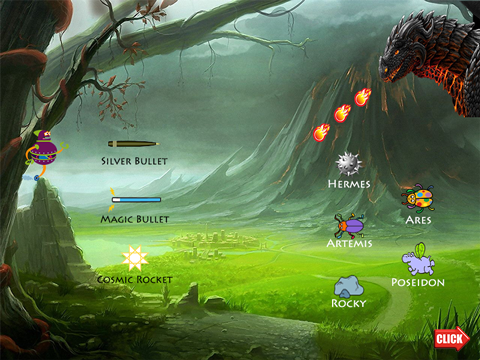 Silver Bullet
Hermes
Magic Bullet
Ares
Artemis
Cosmic Rocket
Poseidon
Rocky
CLICK